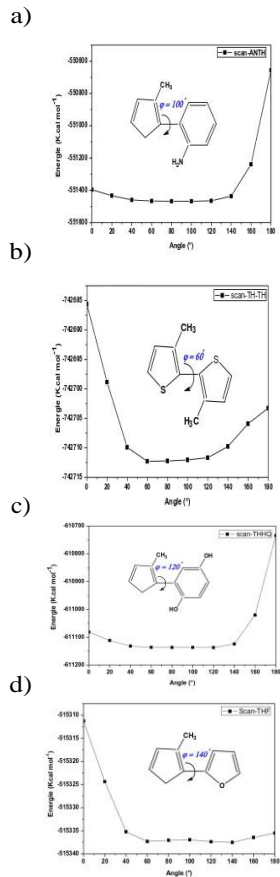 a)
scan-ANTH
Energie (K.cal mol⁻¹)
-550600
-550800
-551000
-551200
-551400
-551600
CH₃
φ = 100°
H₂N
0 20 40 60 80 100 120 140 160 180
Angle (°)
b)
scan-TH-TH
Energie (K.cal mol⁻¹)
-742685
-742690
-742695
-742700
-742705
-742710
-742715
CH₃
S
φ = 60°
S
H₃C
0 20 40 60 80 100 120 140 160 180
Angle (°)
c)
scan-THHQ
Energie (K.cal mol⁻¹)
-610700
-610800
-610900
-611000
-611100
-611200
CH₃
OH
φ = 120°
HO
0 20 40 60 80 100 120 140 160 180
Angle (°)
d)
Scan-THF
Energie (Kcal mol⁻¹)
-515310
-515315
-515320
-515325
-515330
-515335
-515340
CH₃
φ = 140°
O
0 20 40 60 80 100 120 140 160 180
Angle (°)